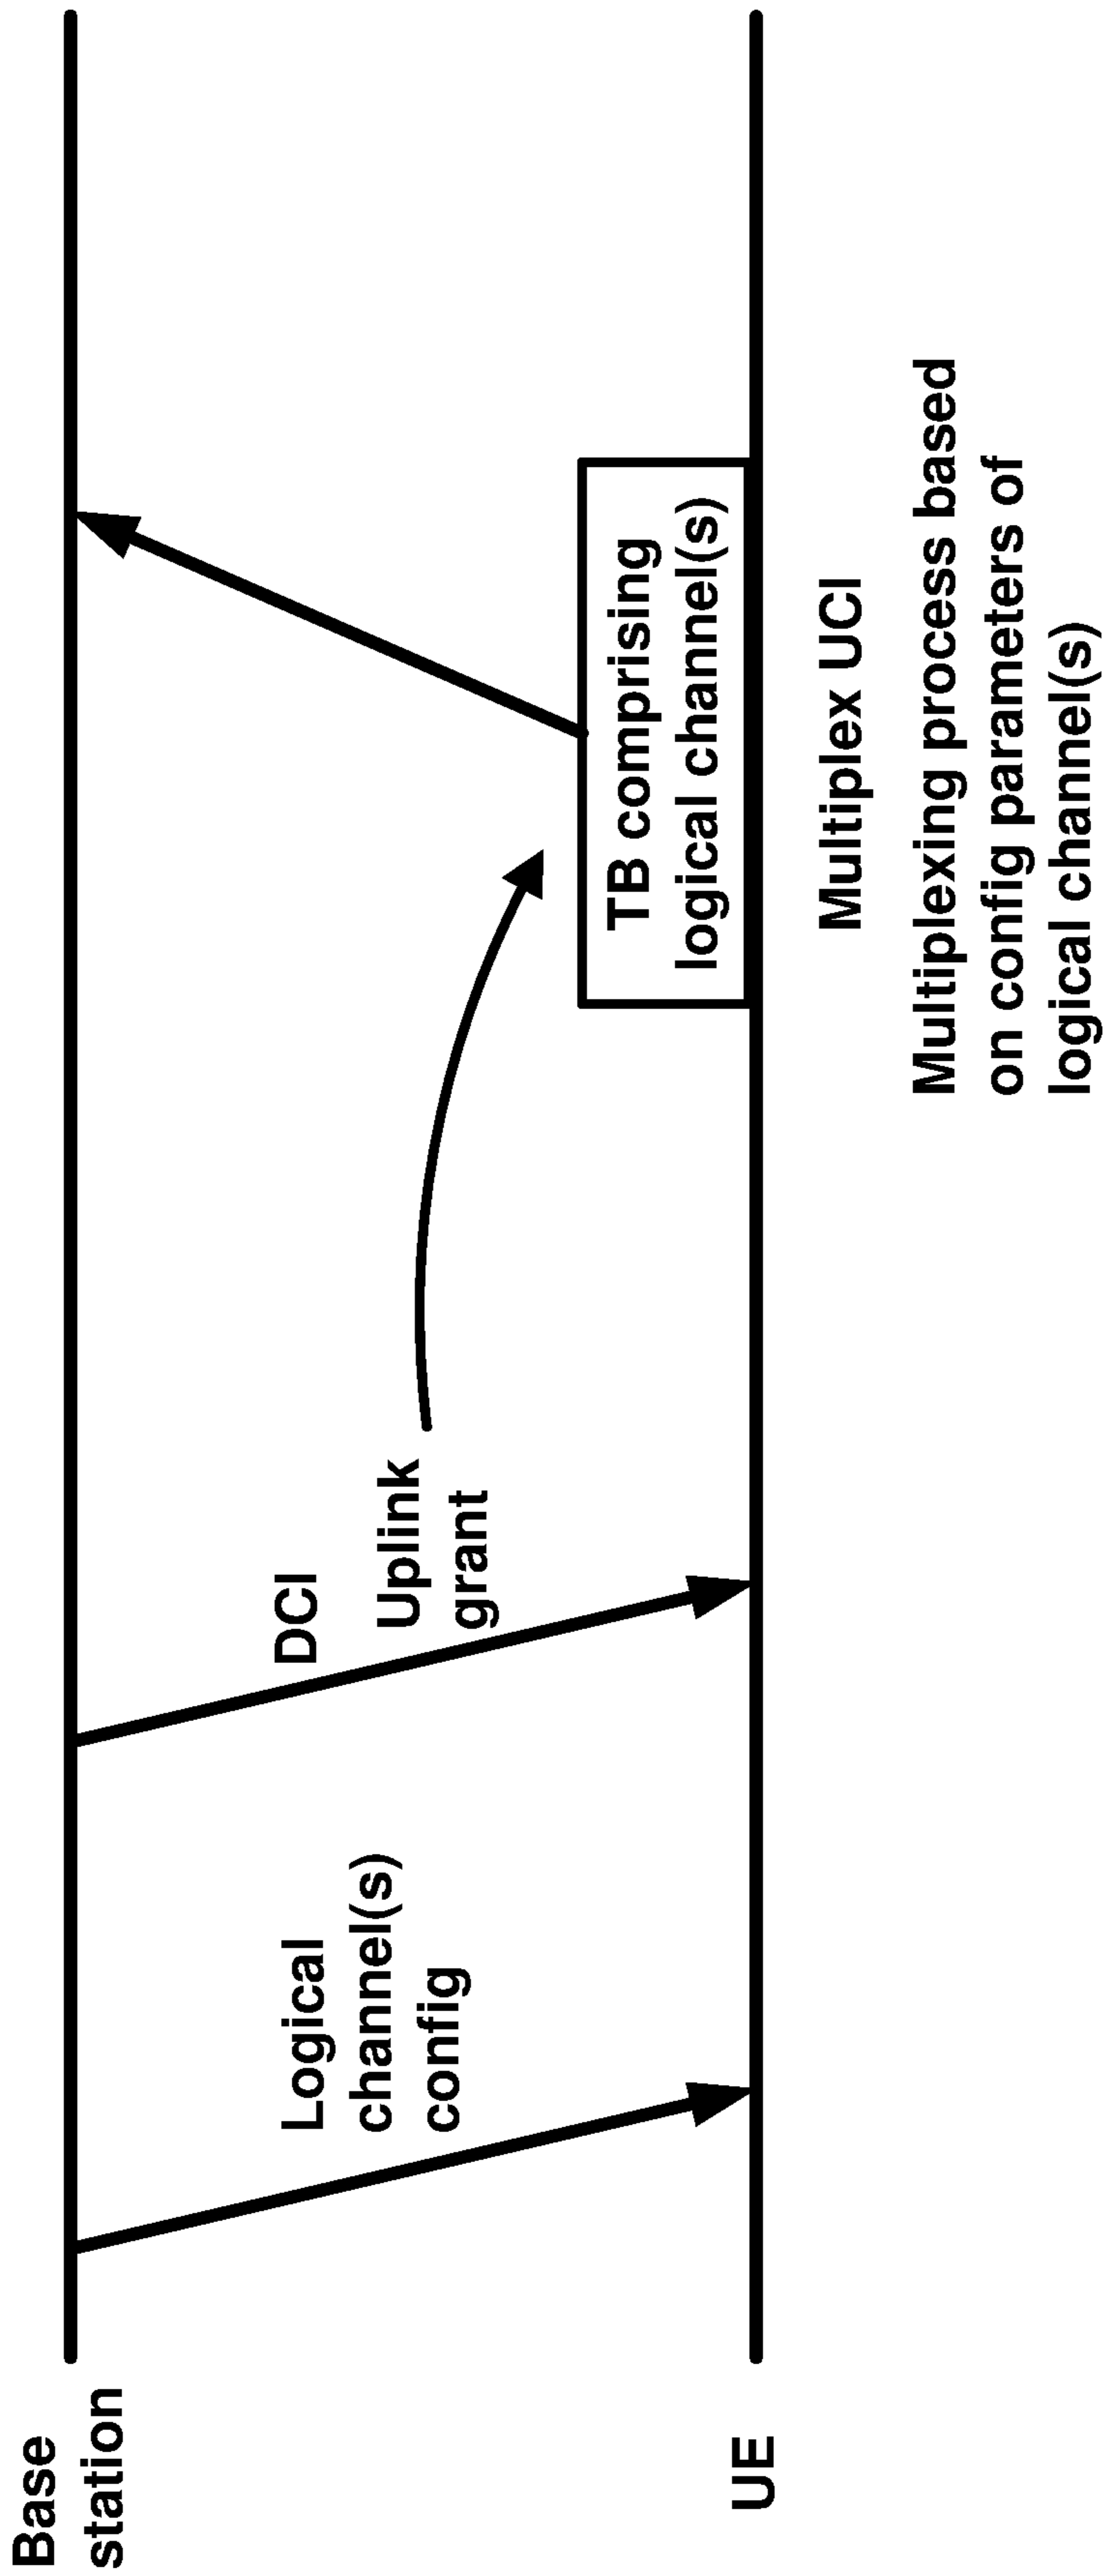 Base
station
Logical
channel(s)
config
DCI
Uplink
grant
TB comprising
logical channel(s)
UE
Multiplex UCI
Multiplexing process based
on config parameters of
logical channel(s)